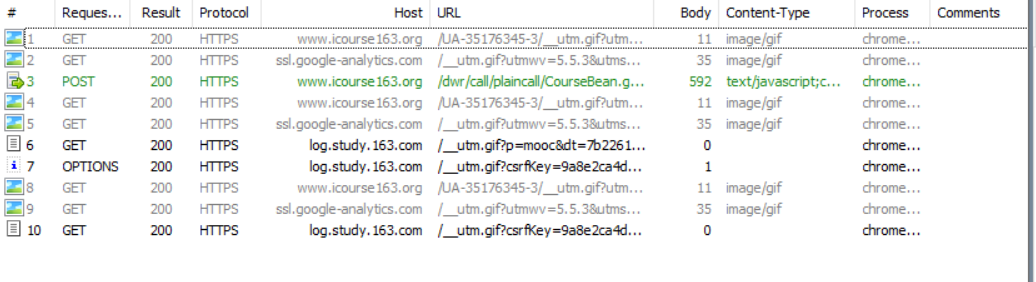 # Reques... Result Protocol Host URL Body Content-Type Process Comments
1 GET 200 HTTPS www.icourse163.org /UA-35176345-3/__utm.gif?utm... 11 image/gif chrome...
2 GET 200 HTTPS ssl.google-analytics.com /__utm.gif?utmwv=5.5.3&utms... 35 image/gif chrome...
3 POST 200 HTTPS www.icourse163.org /dwr/call/plaincall/CourseBean.g... 592 text/javascript;c... chrome...
4 GET 200 HTTPS www.icourse163.org /UA-35176345-3/__utm.gif?utm... 11 image/gif chrome...
5 GET 200 HTTPS ssl.google-analytics.com /__utm.gif?utmwv=5.5.3&utms... 35 image/gif chrome...
6 GET 200 HTTPS log.study.163.com /__utm.gif?p=mooc&dt=7b2261... 0 chrome...
7 OPTIONS 200 HTTPS log.study.163.com /__utm.gif?csrfKey=9a8e2ca4d... 1 chrome...
8 GET 200 HTTPS www.icourse163.org /UA-35176345-3/__utm.gif?utm... 11 image/gif chrome...
9 GET 200 HTTPS ssl.google-analytics.com /__utm.gif?utmwv=5.5.3&utms... 35 image/gif chrome...
10 GET 200 HTTPS log.study.163.com /__utm.gif?csrfKey=9a8e2ca4d... 0 chrome...